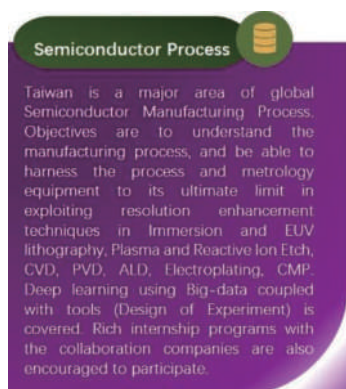 Semiconductor Process
Taiwan is a major area of global
Semiconductor Manufacturing Process.
Objectives are to understand the
manufacturing process, and be able to
harness the process and metrology
equipment to its ultimate limit in
exploiting resolution enhancement
techniques in Immersion and EUV
lithography, Plasma and Reactive Ion Etch,
CVD, PVD, ALD, Electroplating, CMP.
Deep learning using Big-data coupled
with tools (Design of Experiment) is
covered. Rich internship programs with
the collaboration companies are also
encouraged to participate.